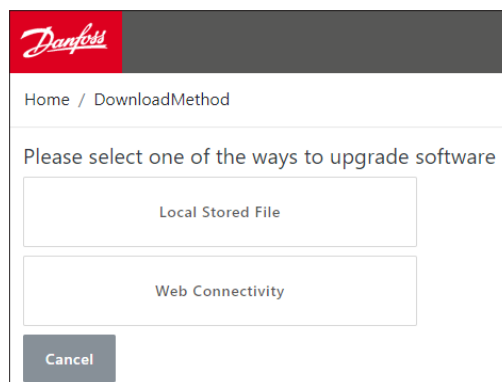 Danfoss
Home / DownloadMethod
Please select one of the ways to upgrade software
Local Stored File
Web Connectivity
Cancel